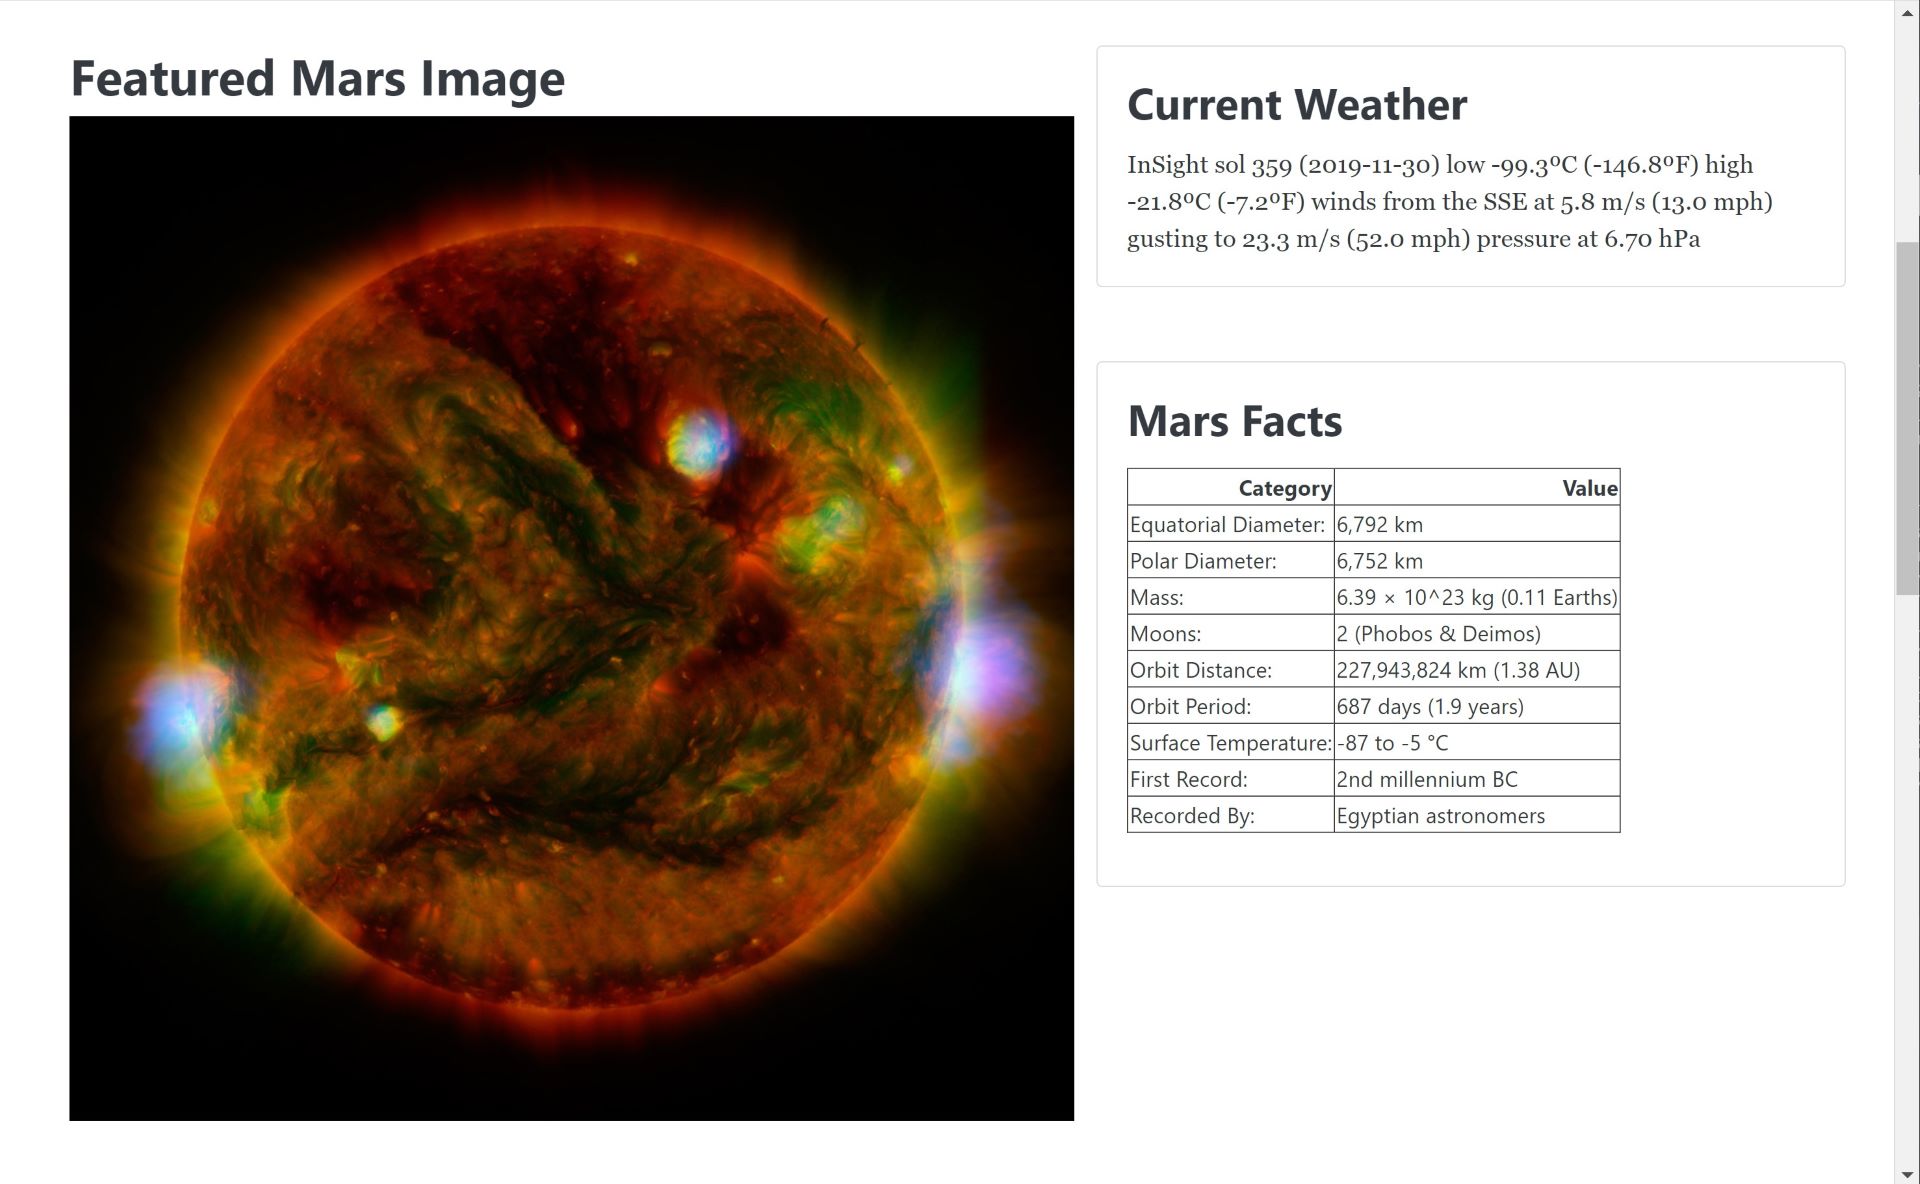 Featured Mars Image
Current Weather
InSight sol 359 (2019-11-30) low -99.3ºC (-146.8ºF) high
-21.8ºC (-7.2ºF) winds from the SSE at 5.8 m/s (13.0 mph)
gusting to 23.3 m/s (52.0 mph) pressure at 6.70 hPa
Mars Facts
Category Value
Equatorial Diameter: 6,792 km
Polar Diameter: 6,752 km
Mass: 6.39 × 10^23 kg (0.11 Earths)
Moons: 2 (Phobos & Deimos)
Orbit Distance: 227,943,824 km (1.38 AU)
Orbit Period: 687 days (1.9 years)
Surface Temperature: -87 to -5 °C
First Record: 2nd millennium BC
Recorded By: Egyptian astronomers